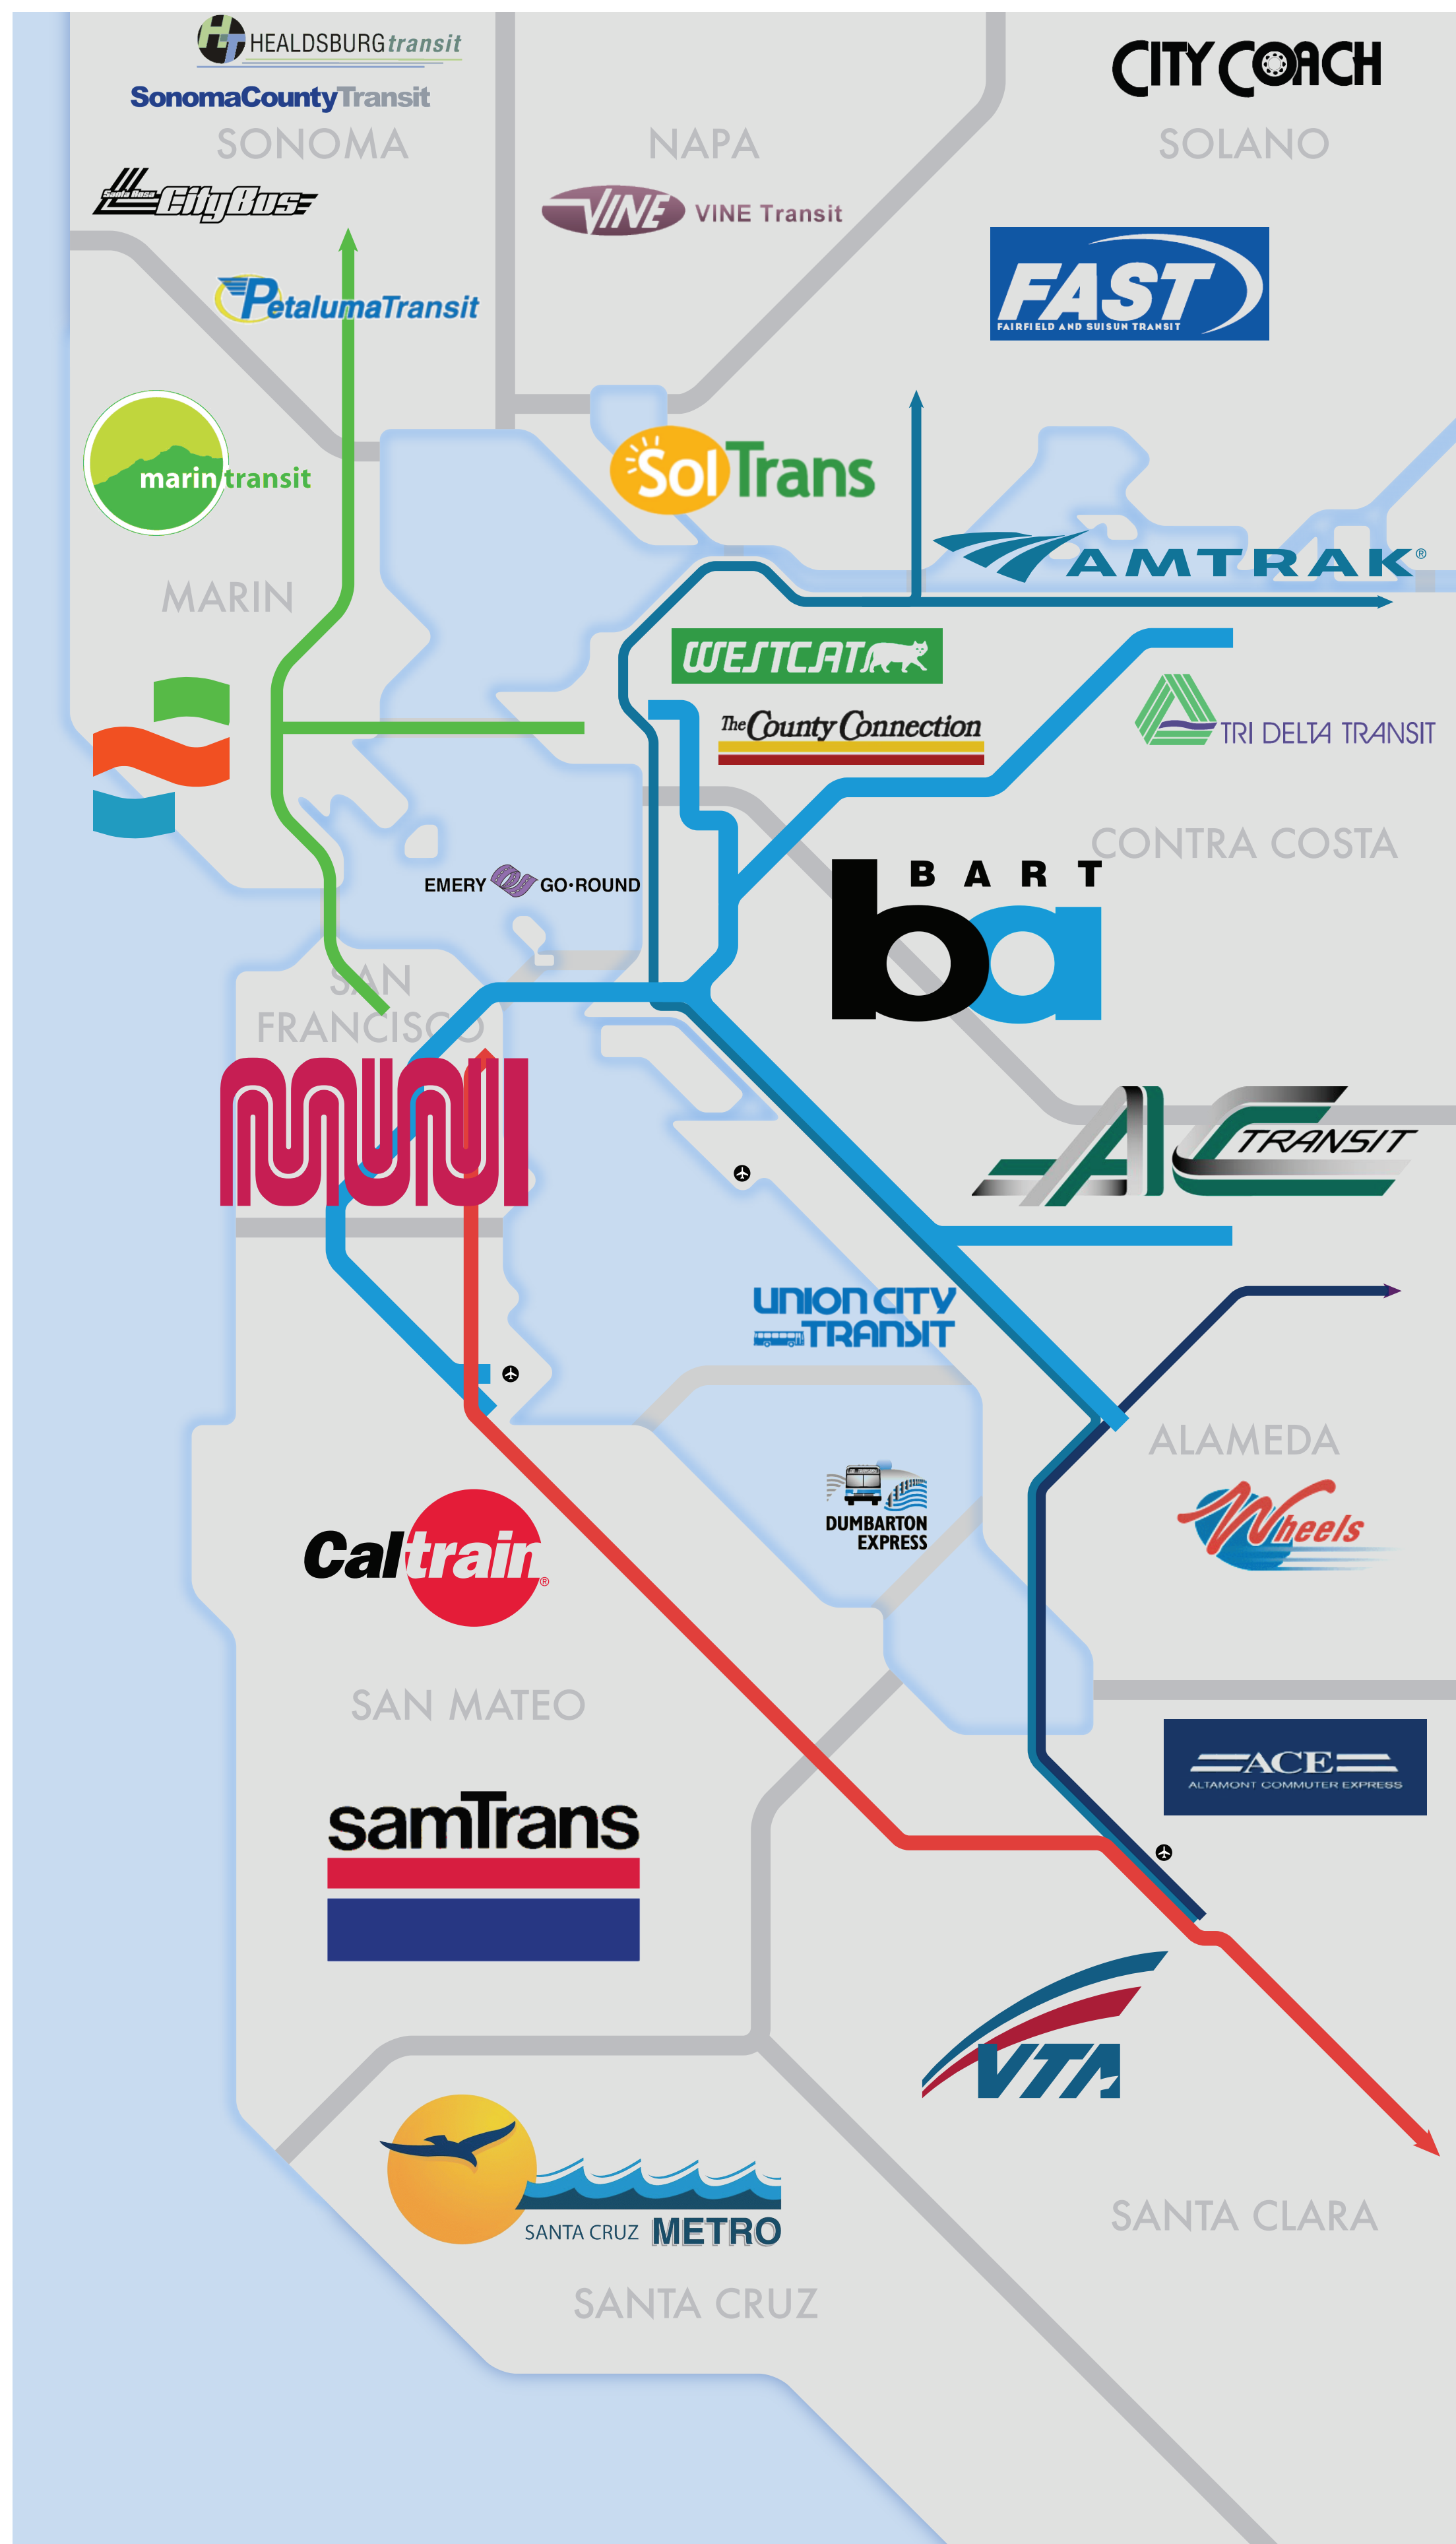 HEALDSBURG transit
CITY COACH
SonomaCountyTransit
SONOMA
NAPA
SOLANO
Santa Rosa
CityBus
VINE
VINE Transit
FAST
FAIRFIELD AND SUISUN TRANSIT
PetalumaTransit
SolTrans
marin transit
AMTRAK®
MARIN
WESTCAT
The County Connection
TRI DELTA TRANSIT
CONTRA COSTA
BART
ba
EMERY GO•ROUND
SAN
FRANCISCO
MUNI
AC TRANSIT
UNION CITY
TRANSIT
ALAMEDA
DUMBARTON
EXPRESS
Wheels
Caltrain®
SAN MATEO
ACE
ALTAMONT COMMUTER EXPRESS
samTrans
VTA
SANTA CRUZ METRO
SANTA CLARA
SANTA CRUZ